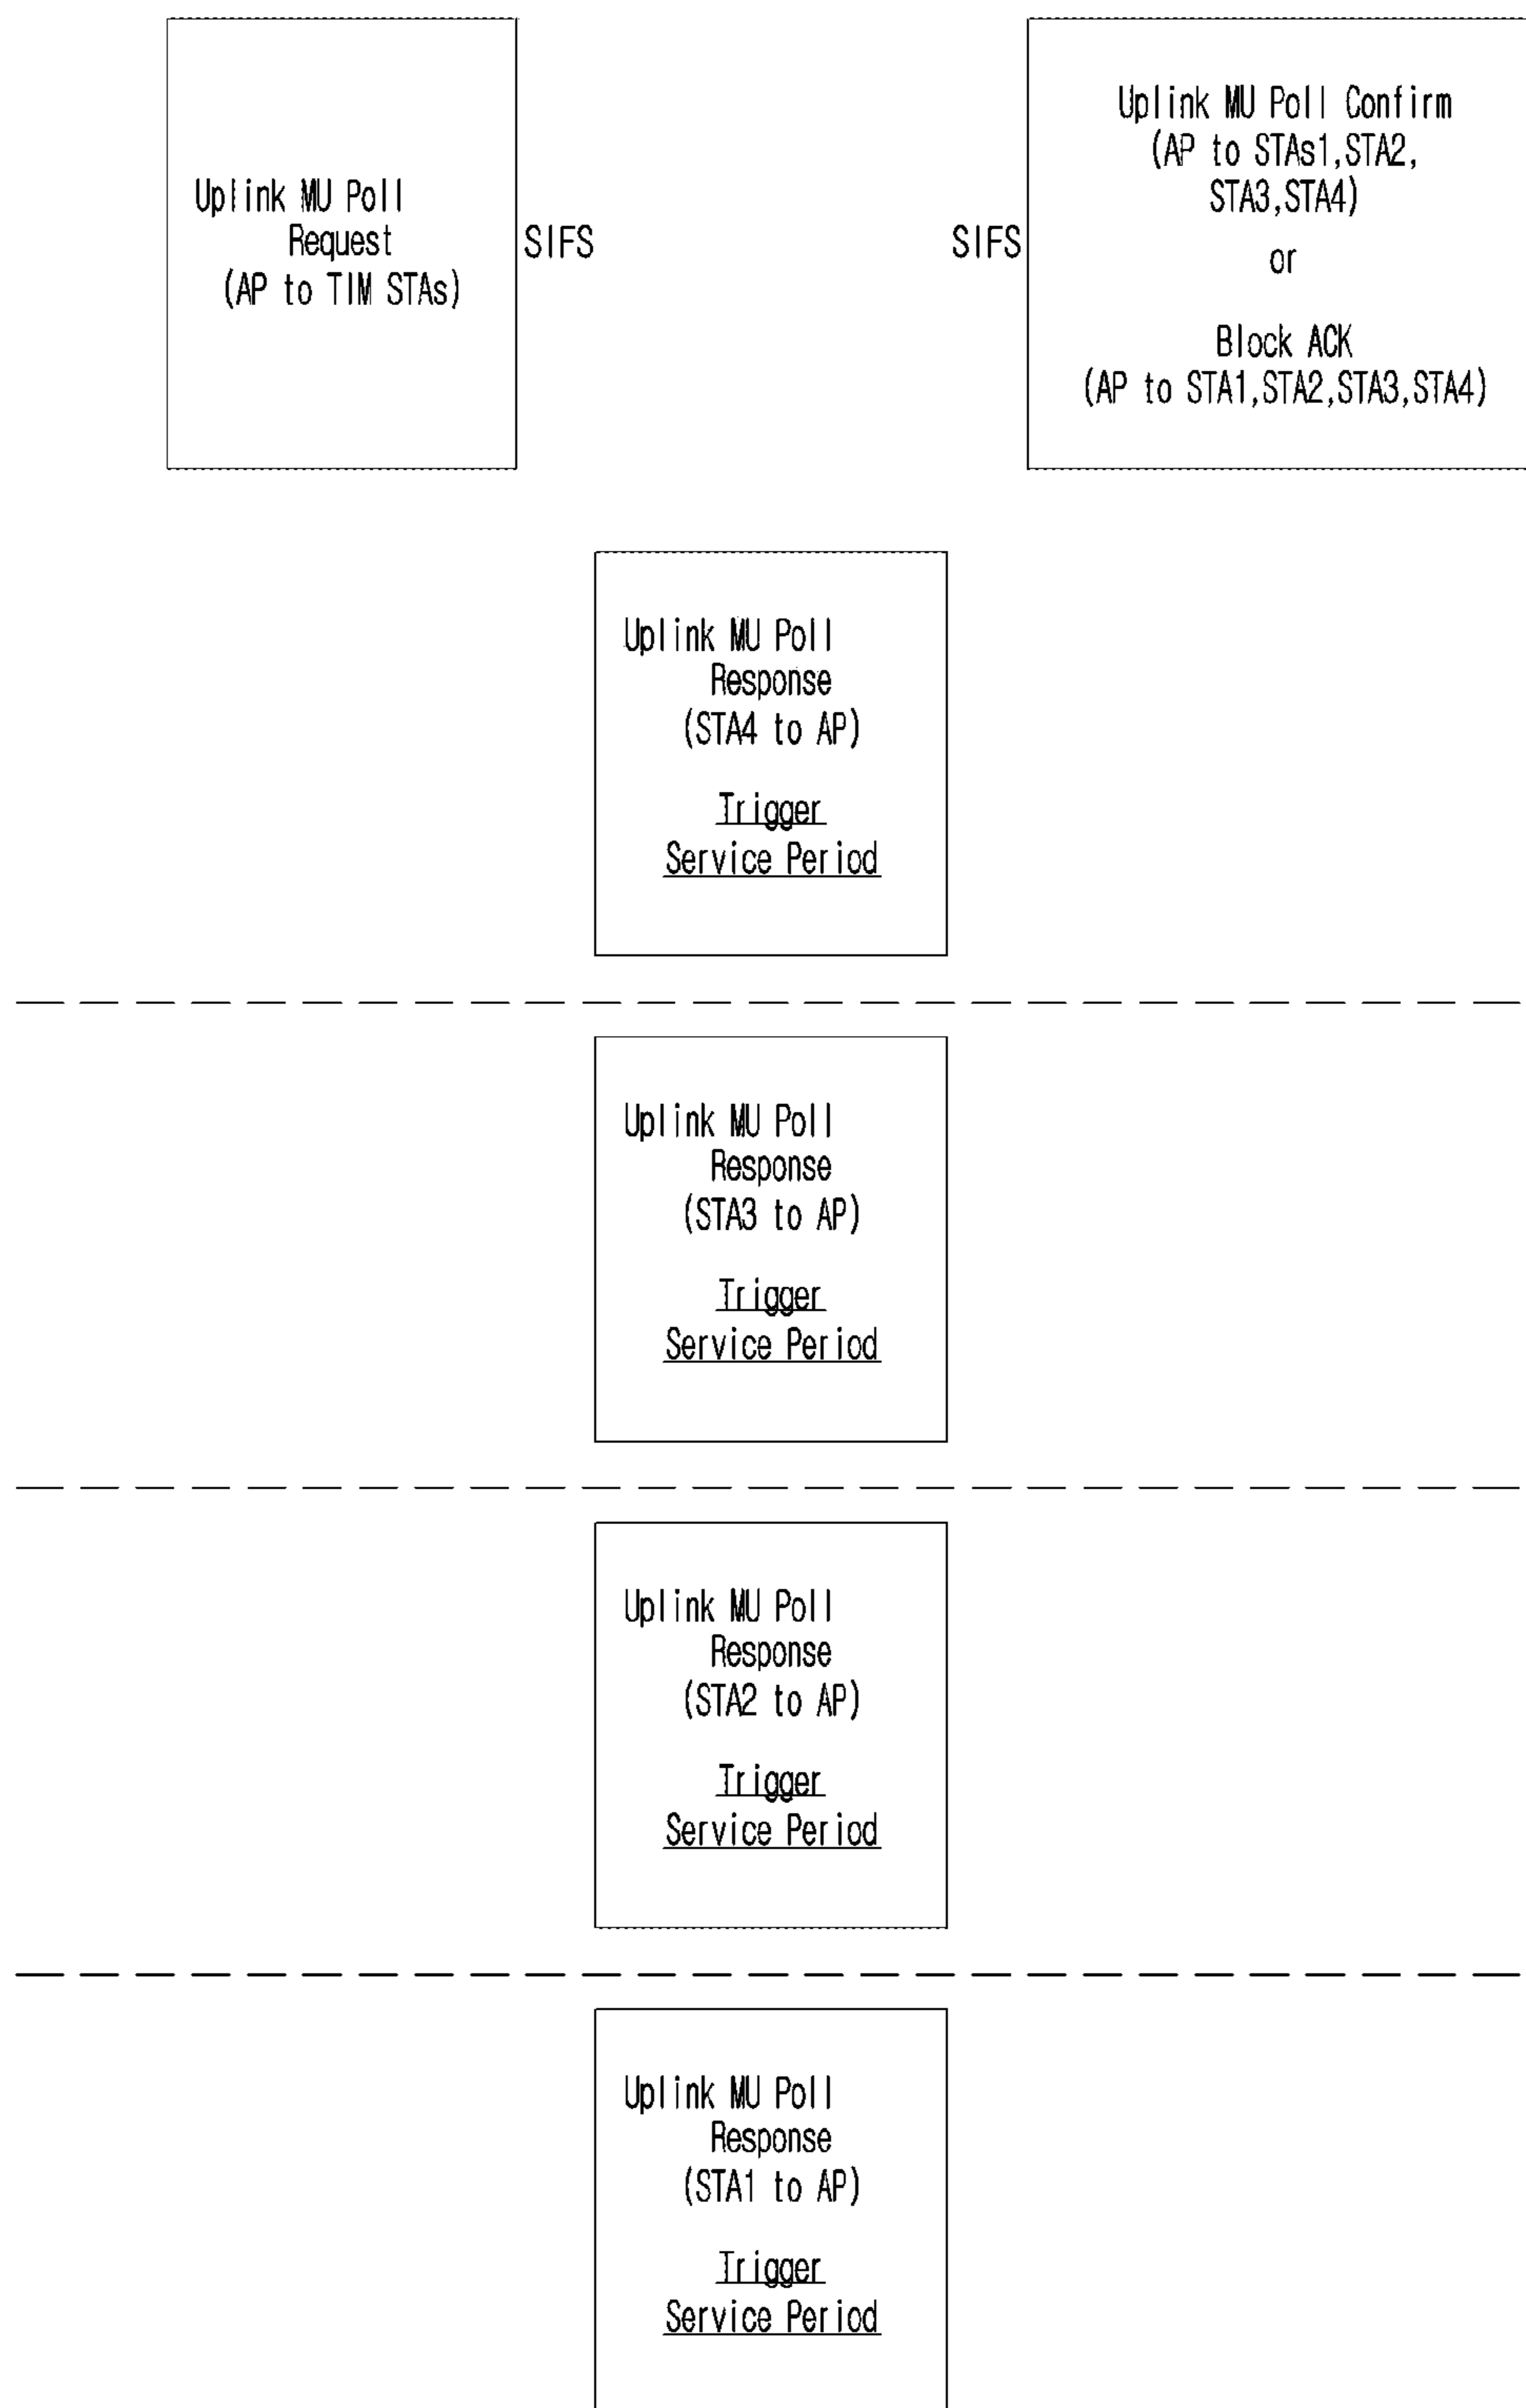 Uplink MU Poll
Request
(AP to TIM STAs)
SIFS
SIFS
Uplink MU Poll Confirm
(AP to STAs1,STA2,
STA3,STA4)
or
Block ACK
(AP to STA1,STA2,STA3,STA4)
Uplink MU Poll
Response
(STA4 to AP)
Trigger
Service Period
Uplink MU Poll
Response
(STA3 to AP)
Trigger
Service Period
Uplink MU Poll
Response
(STA2 to AP)
Trigger
Service Period
Uplink MU Poll
Response
(STA1 to AP)
Trigger
Service Period